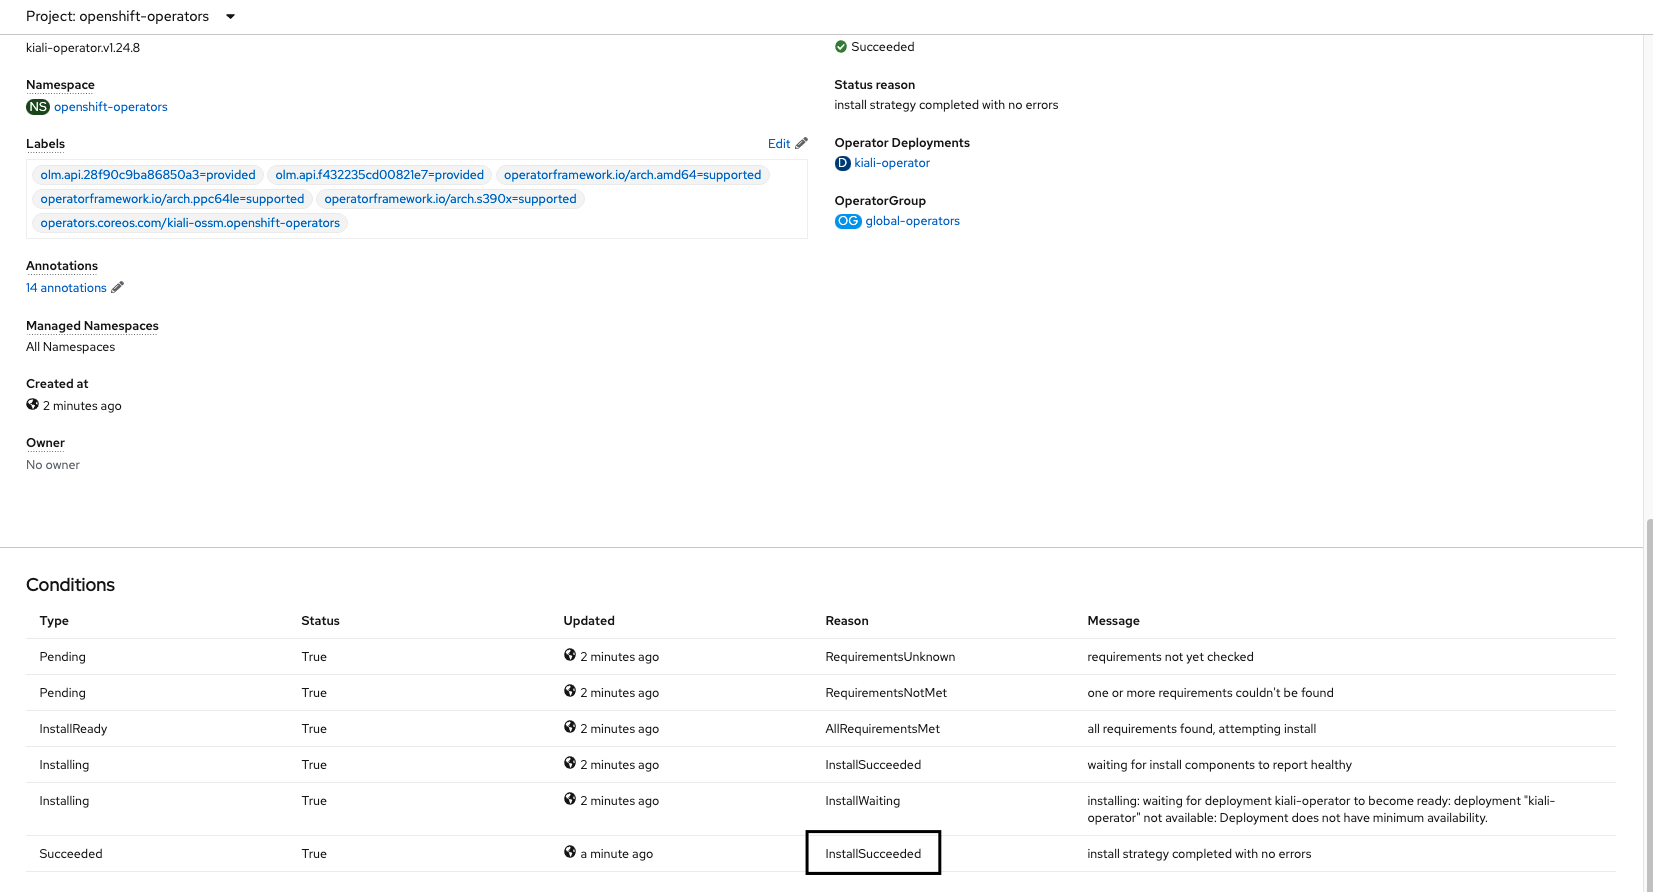 Project: openshift-operators
kiali-operator.v1.24.8
Succeeded
Namespace
NS openshift-operators
Status reason
install strategy completed with no errors
Labels
Edit
olm.api.28f90c9ba86850a3=provided olm.api.f432235cd00821e7=provided operatorframework.io/arch.amd64=supported
operatorframework.io/arch.ppc64le=supported operatorframework.io/arch.s390x=supported
operators.coreos.com/kiali-ossm.openshift-operators
Operator Deployments
D kiali-operator
OperatorGroup
OG global-operators
Annotations
14 annotations
Managed Namespaces
All Namespaces
Created at
2 minutes ago
Owner
No owner
Conditions
Type Status Updated Reason Message
Pending True 2 minutes ago RequirementsUnknown requirements not yet checked
Pending True 2 minutes ago RequirementsNotMet one or more requirements couldn't be found
InstallReady True 2 minutes ago AllRequirementsMet all requirements found, attempting install
Installing True 2 minutes ago InstallSucceeded waiting for install components to report healthy
Installing True 2 minutes ago InstallWaiting installing: waiting for deployment kiali-operator to become ready: deployment "kiali-
operator" not available: Deployment does not have minimum availability.
Succeeded True a minute ago InstallSucceeded install strategy completed with no errors